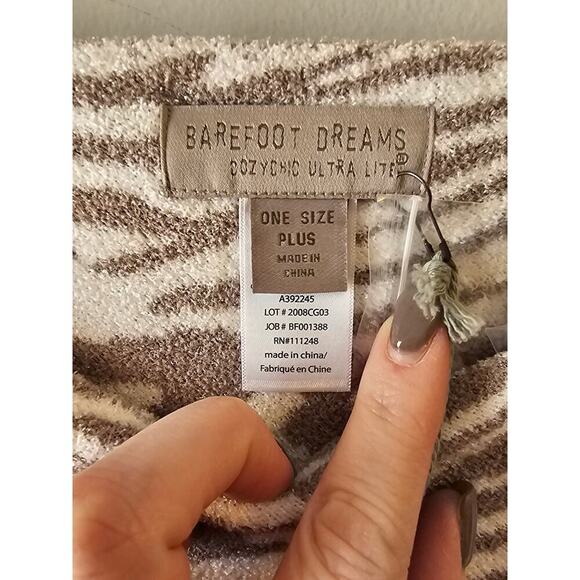 BAREFOOT DREAMS®
COZYCHIC ULTRA LITE
ONE SIZE
PLUS
MADE IN
CHINA
A392245
LOT # 2008CG03
JOB # BF001388
RN#111248
made in china/
Fabriqué en Chine